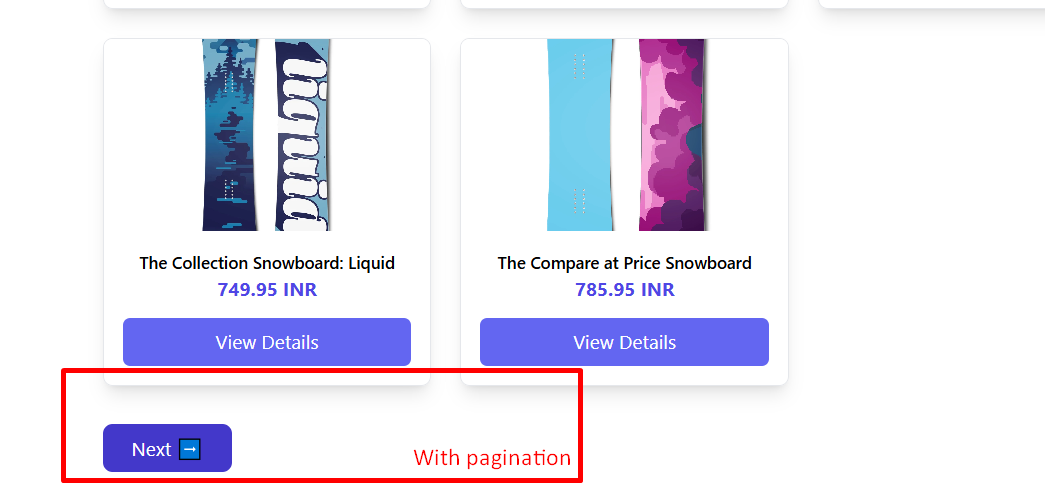 liquid
The Collection Snowboard: Liquid
749.95 INR
View Details
The Compare at Price Snowboard
785.95 INR
View Details
Next ➡
With pagination